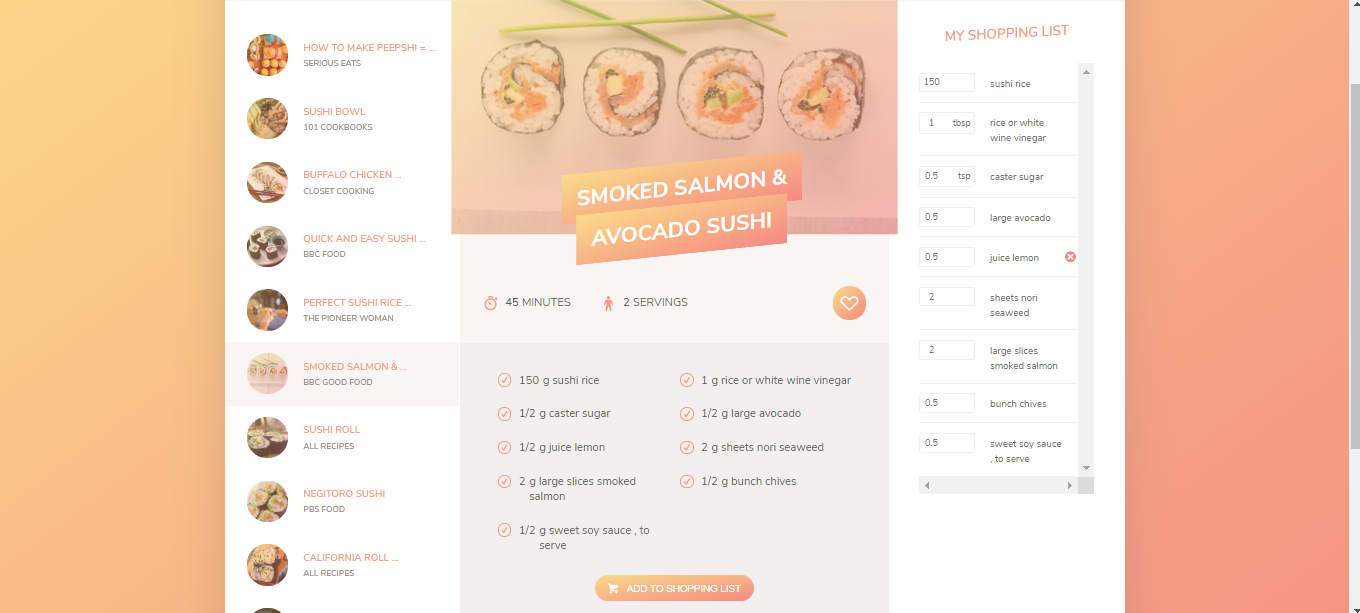 HOW TO MAKE PEEPSHI = ...
SERIOUS EATS
SUSHI BOWL
101 COOKBOOKS
BUFFALO CHICKEN ...
CLOSET COOKING
QUICK AND EASY SUSHI ...
BBC FOOD
PERFECT SUSHI RICE ...
THE PIONEER WOMAN
SMOKED SALMON & ...
BBC GOOD FOOD
SUSHI ROLL
ALL RECIPES
NEGITORO SUSHI
PBS FOOD
CALIFORNIA ROLL ...
ALL RECIPES
SMOKED SALMON &
AVOCADO SUSHI
45 MINUTES
2 SERVINGS
150 g sushi rice
1 g rice or white wine vinegar
1/2 g caster sugar
1/2 g large avocado
1/2 g juice lemon
2 g sheets nori seaweed
2 g large slices smoked
salmon
1/2 g bunch chives
1/2 g sweet soy sauce , to
serve
ADD TO SHOPPING LIST
MY SHOPPING LIST
150 sushi rice
1 tbsp rice or white
wine vinegar
0.5 tsp caster sugar
0.5 large avocado
0.5 juice lemon
2 sheets nori
seaweed
2 large slices
smoked salmon
0.5 bunch chives
0.5 sweet soy sauce
, to serve